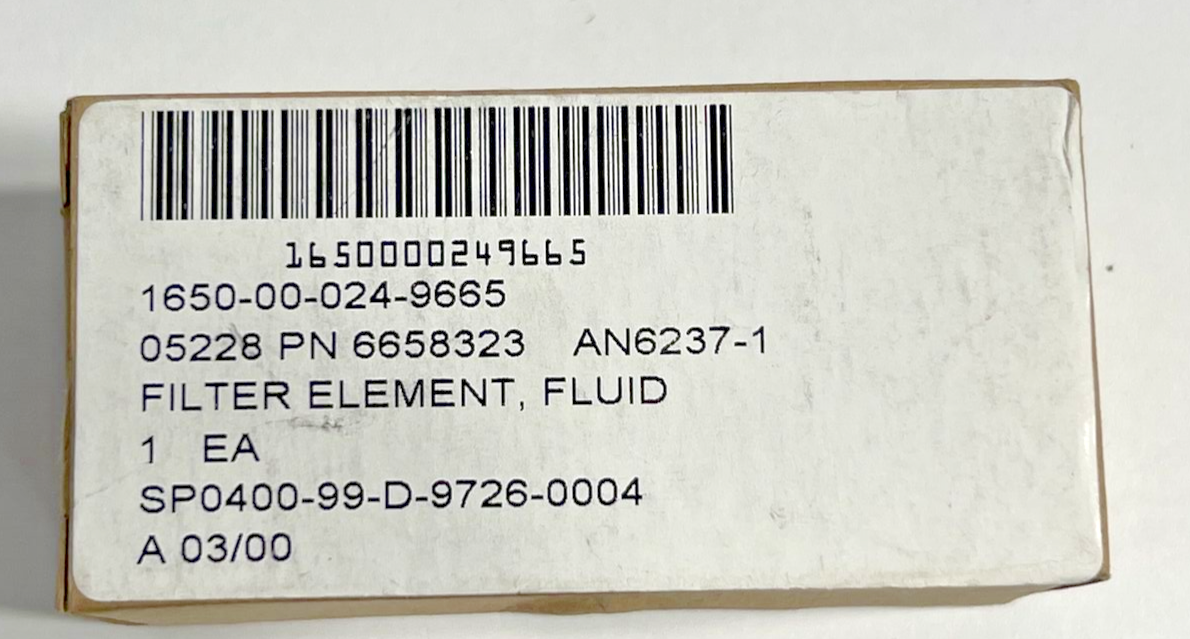 1650000249665
1650-00-024-9665
05228 PN 6658323 AN6237-1
FILTER ELEMENT, FLUID
1 EA
SP0400-99-D-9726-0004
A 03/00